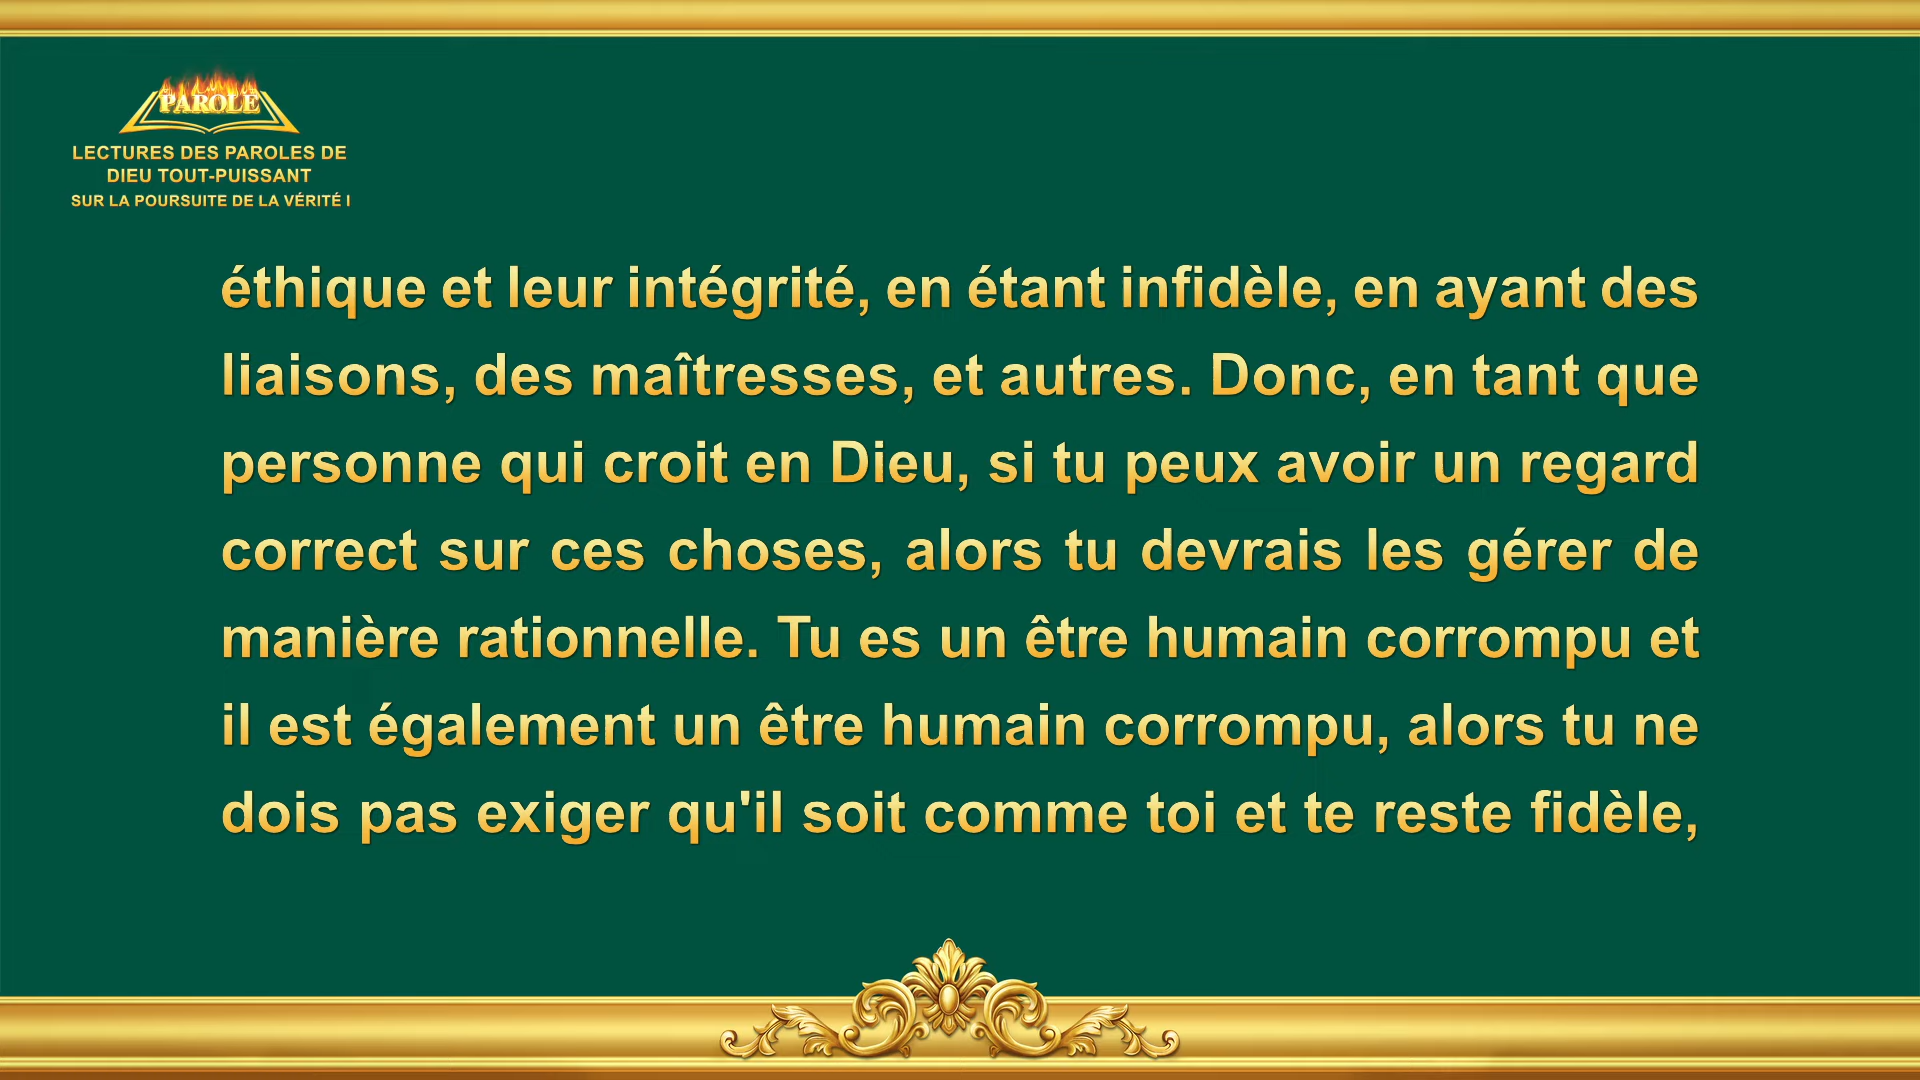 PAROLE
LECTURES DES PAROLES DE
DIEU TOUT-PUISSANT
SUR LA POURSUITE DE LA VÉRITÉ I
éthique et leur intégrité, en étant infidèle, en ayant des
liaisons, des maîtresses, et autres. Donc, en tant que
personne qui croit en Dieu, si tu peux avoir un regard
correct sur ces choses, alors tu devrais les gérer de
manière rationnelle. Tu es un être humain corrompu et
il est également un être humain corrompu, alors tu ne
dois pas exiger qu'il soit comme toi et te reste fidèle,